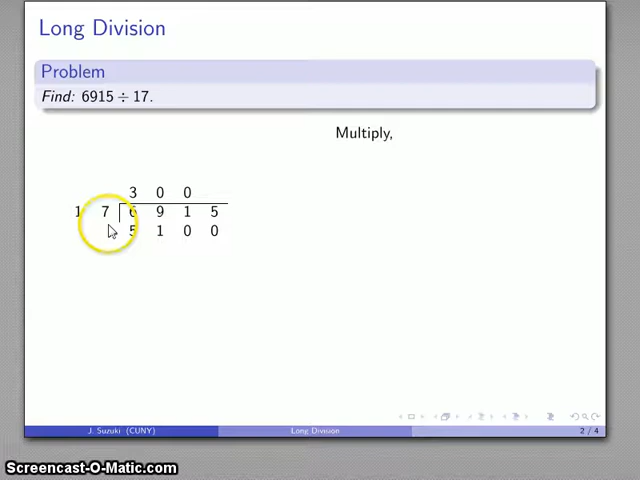 Long Division
Problem
Find: 6915 ÷ 17.
Multiply,
3 0 0
1 7 6 9 1 5
5 1 0 0
J. Suzuki (CUNY) Long Division 2 / 4
Screencast-O-Matic.com